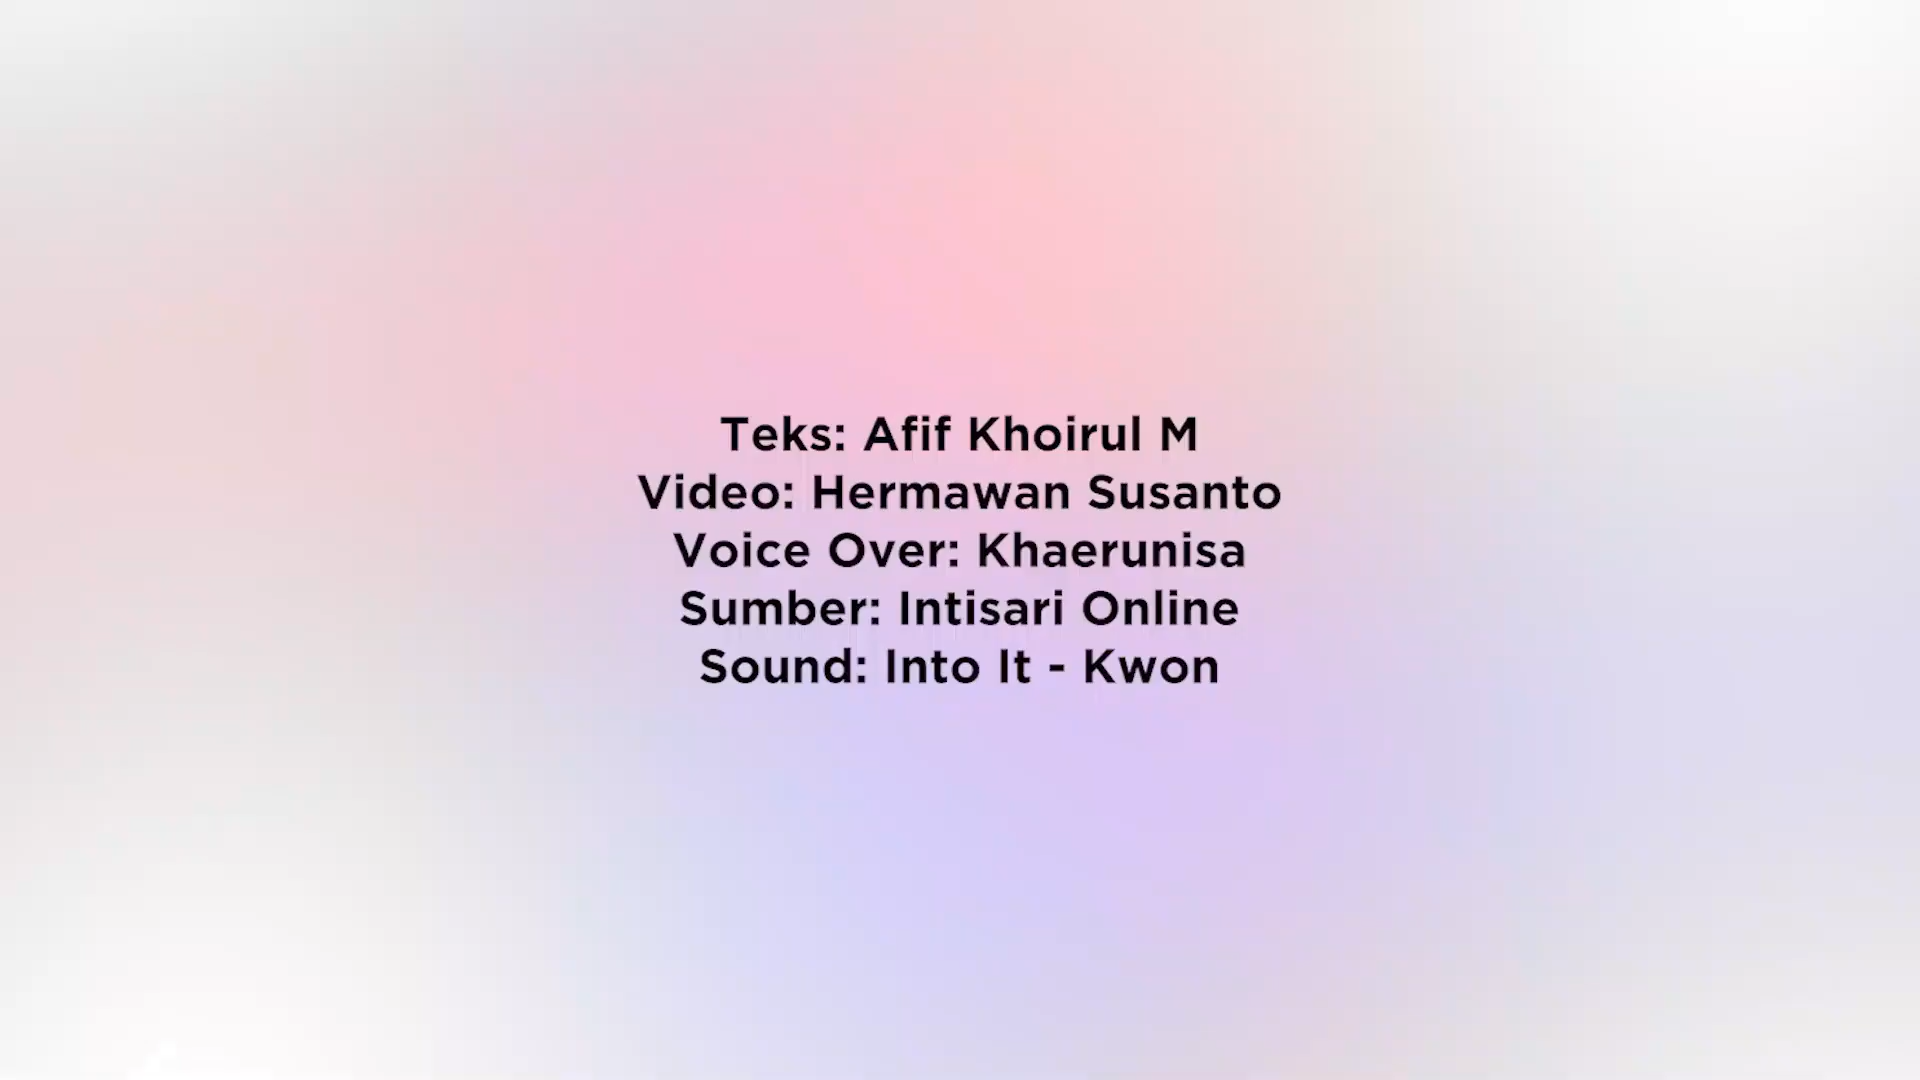 Teks: Afif Khoirul M
Video: Hermawan Susanto
Voice Over: Khaerunisa
Sumber: Intisari Online
Sound: Into It - Kwon